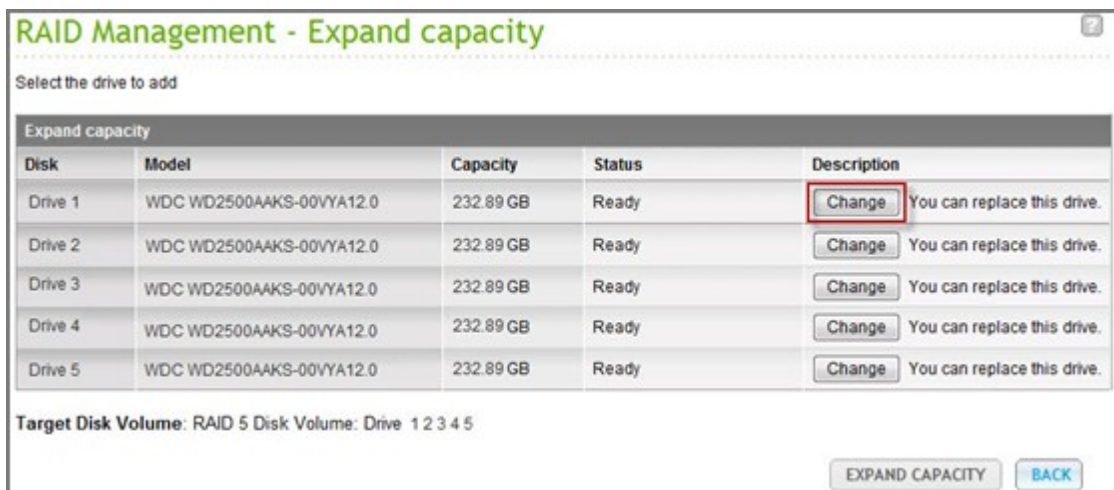 RAID Management - Expand capacity
?
Select the drive to add
Expand capacity
Disk Model Capacity Status Description
Drive 1 WDC WD2500AAKS-00VYA12.0 232.89 GB Ready Change You can replace this drive.
Drive 2 WDC WD2500AAKS-00VYA12.0 232.89 GB Ready Change You can replace this drive.
Drive 3 WDC WD2500AAKS-00VYA12.0 232.89 GB Ready Change You can replace this drive.
Drive 4 WDC WD2500AAKS-00VYA12.0 232.89 GB Ready Change You can replace this drive.
Drive 5 WDC WD2500AAKS-00VYA12.0 232.89 GB Ready Change You can replace this drive.
Target Disk Volume: RAID 5 Disk Volume: Drive 1 2 3 4 5
EXPAND CAPACITY BACK